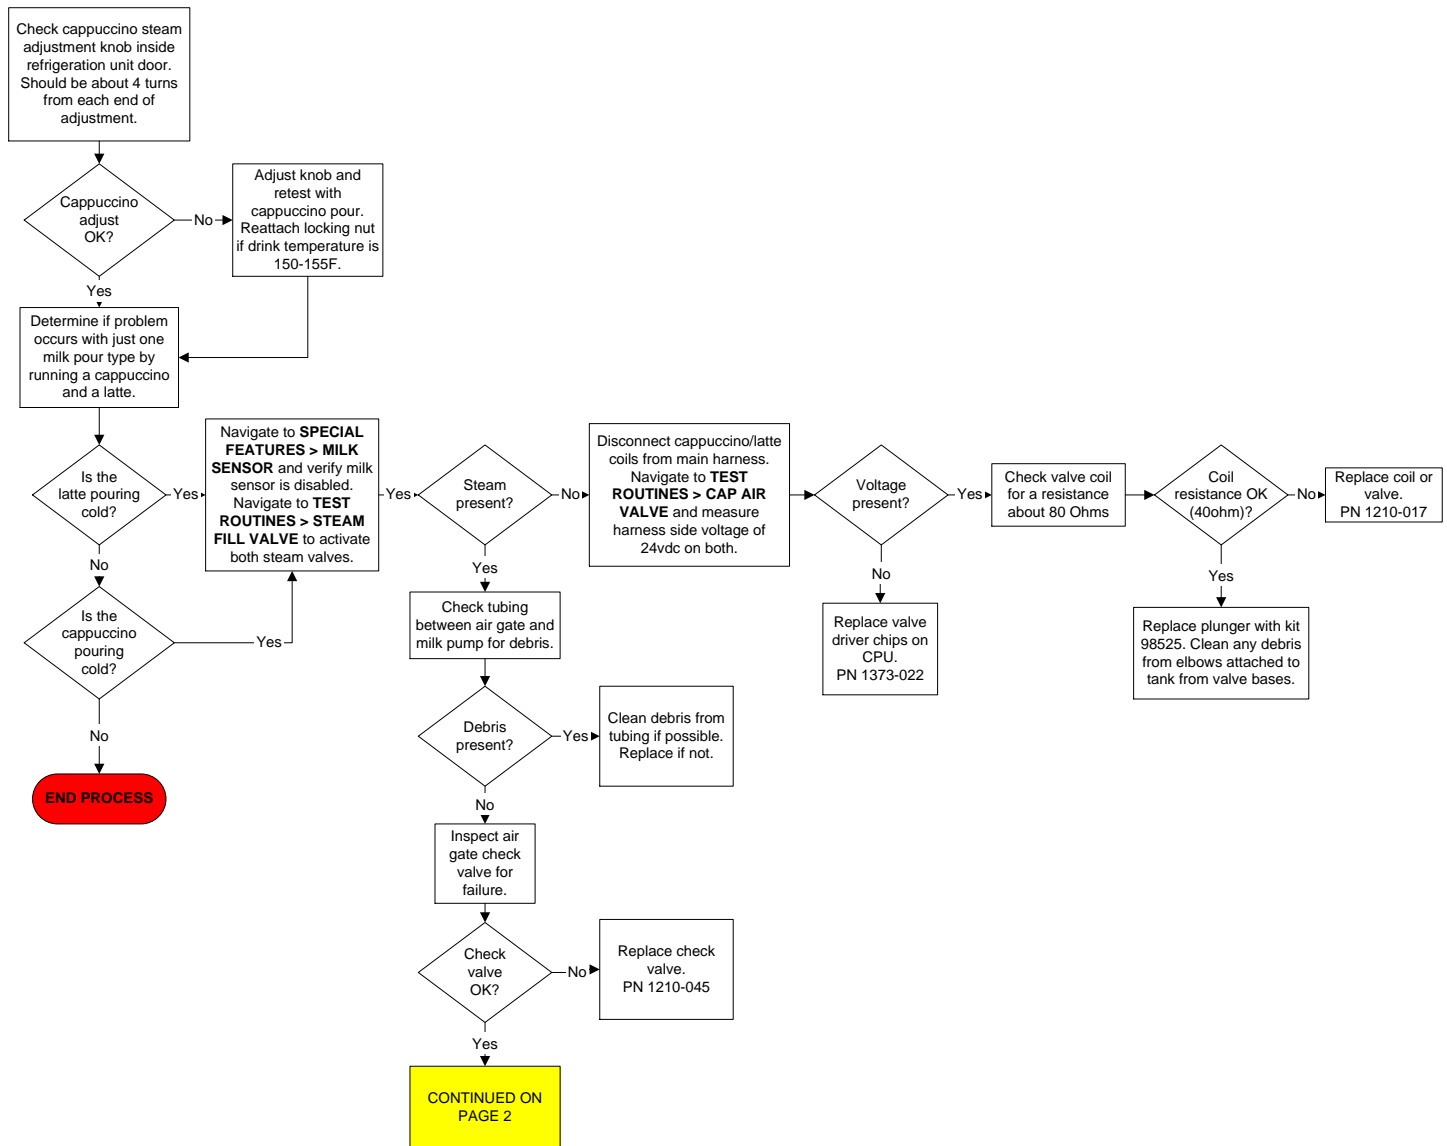 Check cappuccino steam
adjustment knob inside
refrigeration unit door.
Should be about 4 turns
from each end of
adjustment.
Cappuccino
adjust
OK?
No
Adjust knob and
retest with
cappuccino pour.
Reattach locking nut
if drink temperature is
150-155F.
Yes
Determine if problem
occurs with just one
milk pour type by
running a cappuccino
and a latte.
Is the
latte pouring
cold?
Yes
Navigate to SPECIAL
FEATURES > MILK
SENSOR and verify milk
sensor is disabled.
Navigate to TEST
ROUTINES > STEAM
FILL VALVE to activate
both steam valves.
Yes
Steam
present?
No
Disconnect cappuccino/latte
coils from main harness.
Navigate to TEST
ROUTINES > CAP AIR
VALVE and measure
harness side voltage of
24vdc on both.
Voltage
present?
Yes
Check valve coil
for a resistance
about 80 Ohms
Coil
resistance OK
(40ohm)?
No
Replace coil or
valve.
PN 1210-017
No
Is the
cappuccino
pouring
cold?
Yes
No
END PROCESS
Yes
Check tubing
between air gate and
milk pump for debris.
No
Replace valve
driver chips on
CPU.
PN 1373-022
Yes
Replace plunger with kit
98525. Clean any debris
from elbows attached to
tank from valve bases.
Debris
present?
Yes
Clean debris from
tubing if possible.
Replace if not.
No
Inspect air
gate check
valve for
failure.
Check
valve
OK?
No
Replace check
valve.
PN 1210-045
Yes
CONTINUED ON
PAGE 2